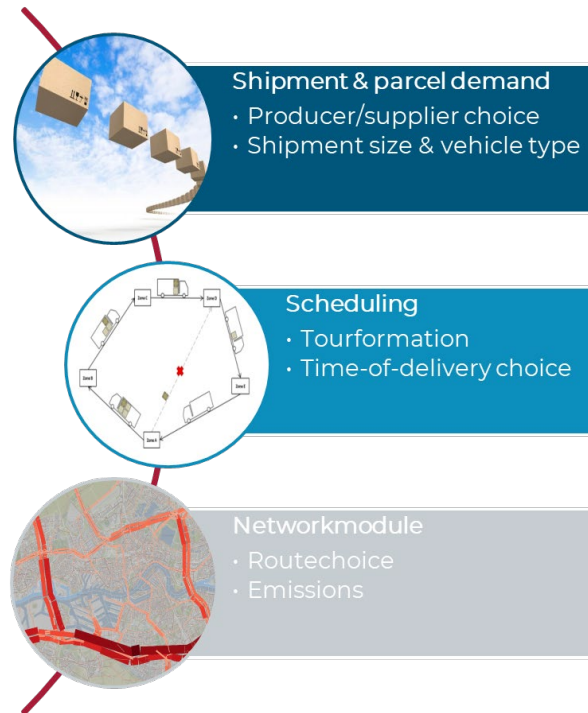 Shipment & parcel demand
• Producer/supplier choice
• Shipment size & vehicle type
Scheduling
• Tourformation
• Time-of-delivery choice
Networkmodule
• Routechoice
• Emissions